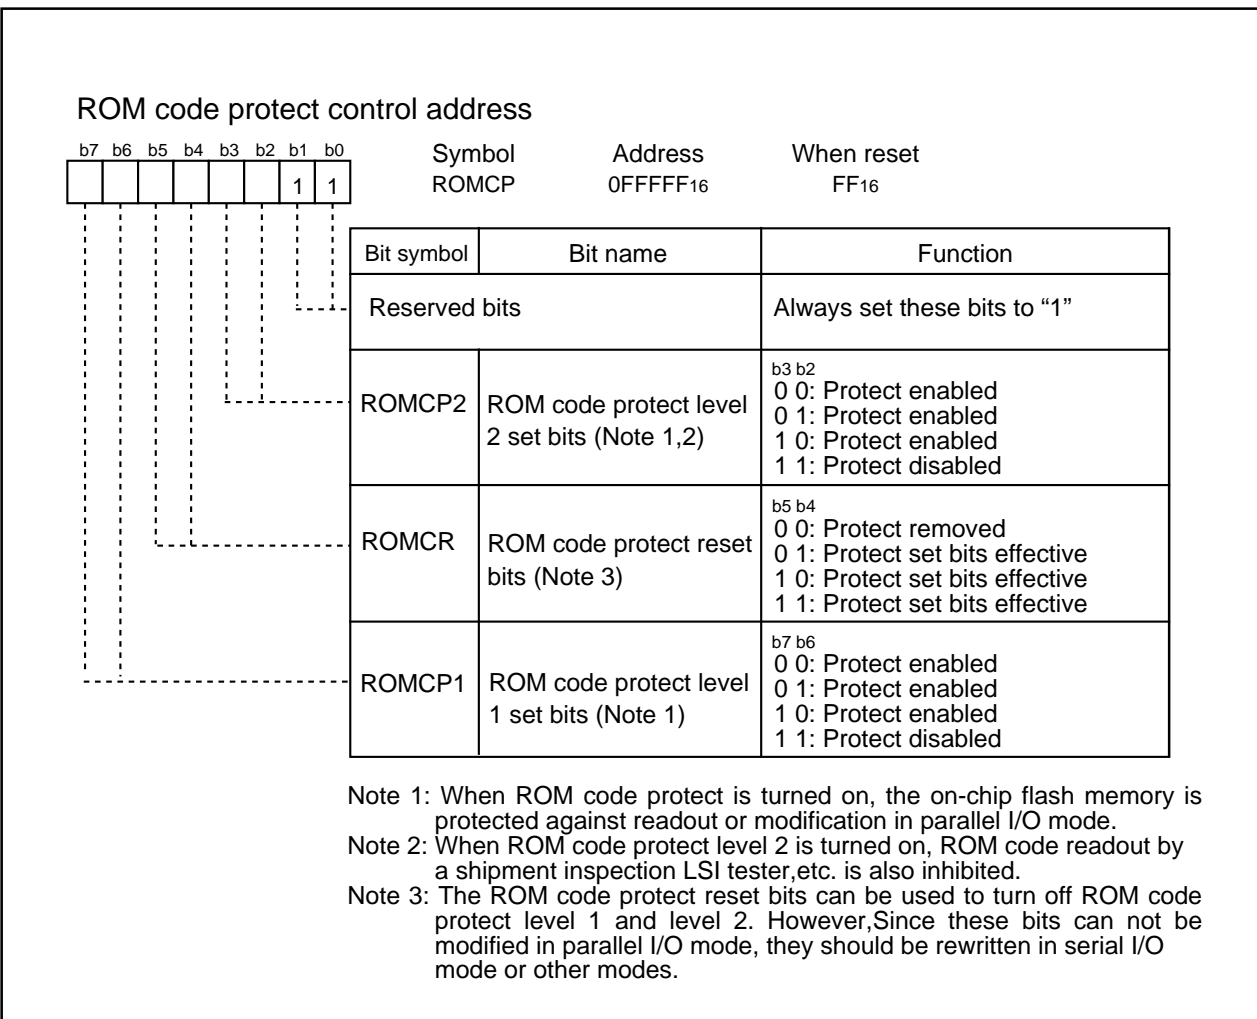 ROM code protect control address
b7 b6 b5 b4 b3 b2 b1 b0
Symbol Address When reset
1 1 ROMCP 0FFFFF16 FF16
Bit symbol Bit name Function
Reserved bits Always set these bits to “1”
ROMCP2 ROM code protect level
2 set bits (Note 1,2)
b3 b2
0 0: Protect enabled
0 1: Protect enabled
1 0: Protect enabled
1 1: Protect disabled
ROMCR ROM code protect reset
bits (Note 3)
b5 b4
0 0: Protect removed
0 1: Protect set bits effective
1 0: Protect set bits effective
1 1: Protect set bits effective
ROMCP1 ROM code protect level
1 set bits (Note 1)
b7 b6
0 0: Protect enabled
0 1: Protect enabled
1 0: Protect enabled
1 1: Protect disabled
Note 1: When ROM code protect is turned on, the on-chip flash memory is
protected against readout or modification in parallel I/O mode.
Note 2: When ROM code protect level 2 is turned on, ROM code readout by
a shipment inspection LSI tester,etc. is also inhibited.
Note 3: The ROM code protect reset bits can be used to turn off ROM code
protect level 1 and level 2. However,Since these bits can not be
modified in parallel I/O mode, they should be rewritten in serial I/O
mode or other modes.